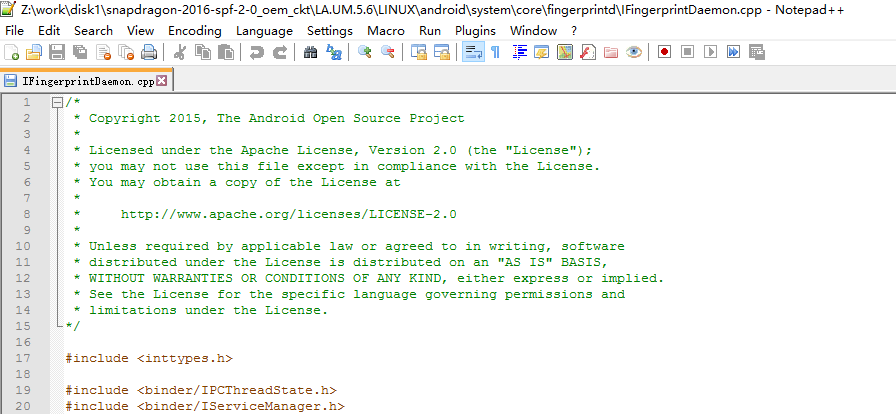 Z:\work\disk1\snapdragon-2016-spf-2-0_oem_ckt\LA.UM.5.6\LINUX\android\system\core\fingerprintd\IFingerprintDaemon.cpp - Notepad++
File Edit Search View Encoding Language Settings Macro Run Plugins Window ?
IFingerprintDaemon.cpp
1 /*
2 * Copyright 2015, The Android Open Source Project
3 *
4 * Licensed under the Apache License, Version 2.0 (the "License");
5 * you may not use this file except in compliance with the License.
6 * You may obtain a copy of the License at
7 *
8 * http://www.apache.org/licenses/LICENSE-2.0
9 *
10 * Unless required by applicable law or agreed to in writing, software
11 * distributed under the License is distributed on an "AS IS" BASIS,
12 * WITHOUT WARRANTIES OR CONDITIONS OF ANY KIND, either express or implied.
13 * See the License for the specific language governing permissions and
14 * limitations under the License.
15 */
16
17 #include <inttypes.h>
18
19 #include <binder/IPCThreadState.h>
20 #include <binder/IServiceManager.h>